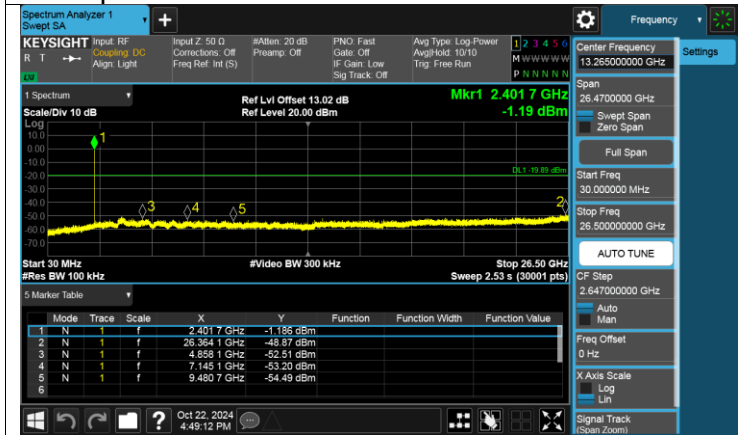 Spectrum Analyzer 1
Swept SA
+
Frequency
KEYSIGHT
R T
LU
Input: RF
Coupling: DC
Align: Light
Input Z: 50 Ω
Corrections: Off
Freq Ref: Int (S)
#Atten: 20 dB
Preamp: Off
PNO: Fast
Gate: Off
IF Gain: Low
Sig Track: Off
Avg Type: Log-Power
Avg|Hold: 10/10
Trig: Free Run
1 2 3 4 5 6
M W W W W W
P N N N N N
1 Spectrum
Scale/Div 10 dB
Ref Lvl Offset 13.02 dB
Ref Level 20.00 dBm
Mkr1 2.401 7 GHz
-1.19 dBm
Log
10.0
0.00
-10.0
-20.0
-30.0
-40.0
-50.0
-60.0
-70.0
1
3
4
5
2
DL1 -19.89 dBm
Start 30 MHz
#Res BW 100 kHz
#Video BW 300 kHz
Stop 26.50 GHz
Sweep 2.53 s (30001 pts)
5 Marker Table
Mode Trace Scale X Y Function Function Width Function Value
1 N 1 f 2.401 7 GHz -1.186 dBm
2 N 1 f 26.364 1 GHz -48.87 dBm
3 N 1 f 4.858 1 GHz -52.51 dBm
4 N 1 f 7.145 1 GHz -53.20 dBm
5 N 1 f 9.480 7 GHz -54.49 dBm
6
?
Oct 22, 2024
4:49:12 PM
Center Frequency
13.265000000 GHz
Span
26.4700000 GHz
Swept Span
Zero Span
Full Span
Start Freq
30.000000 MHz
Stop Freq
26.500000000 GHz
AUTO TUNE
CF Step
2.647000000 GHz
Auto
Man
Freq Offset
0 Hz
X Axis Scale
Log
Lin
Signal Track
(Span Zoom)
Settings